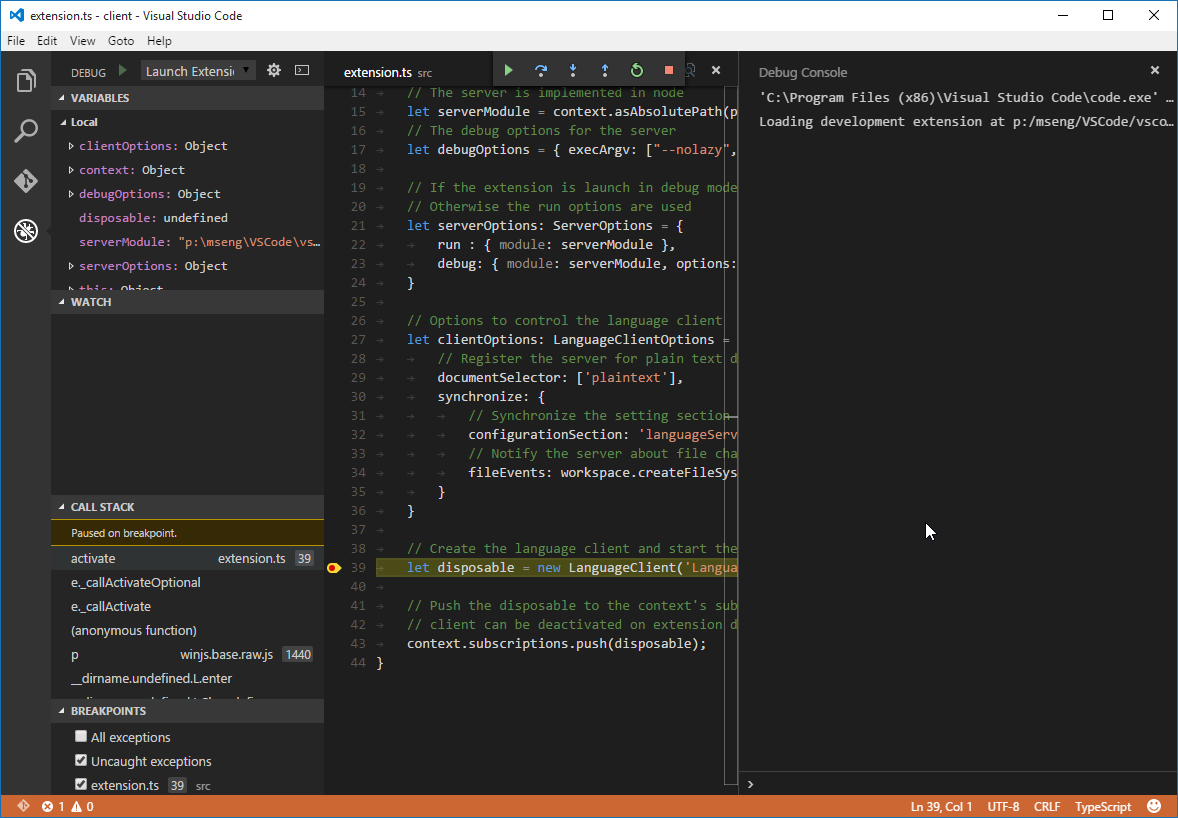 extension.ts - client - Visual Studio Code
File Edit View Goto Help
DEBUG Launch Extensi
VARIABLES
Local
clientOptions: Object
context: Object
debugOptions: Object
disposable: undefined
serverModule: "p:\mseng\VSCode\vs…
serverOptions: Object
this: Object
WATCH
CALL STACK
Paused on breakpoint.
activate extension.ts 39
e._callActivateOptional
e._callActivate
(anonymous function)
p winjs.base.raw.js 1440
__dirname.undefined.L.enter
BREAKPOINTS
All exceptions
Uncaught exceptions
extension.ts 39 src
extension.ts src
14 // The server is implemented in node
15 let serverModule = context.asAbsolutePath(p
16 // The debug options for the server
17 let debugOptions = { execArgv: ["--nolazy",
18
19 // If the extension is launch in debug mode
20 // Otherwise the run options are used
21 let serverOptions: ServerOptions = {
22 run : { module: serverModule },
23 debug: { module: serverModule, options:
24 }
25
26 // Options to control the language client
27 let clientOptions: LanguageClientOptions =
28 // Register the server for plain text d
29 documentSelector: ['plaintext'],
30 synchronize: {
31 // Synchronize the setting section
32 configurationSection: 'languageServ
33 // Notify the server about file cha
34 fileEvents: workspace.createFileSys
35 }
36 }
37
38 // Create the language client and start the
39 let disposable = new LanguageClient('Langua
40
41 // Push the disposable to the context's sub
42 // client can be deactivated on extension d
43 context.subscriptions.push(disposable);
44 }
Debug Console
'C:\Program Files (x86)\Visual Studio Code\code.exe' …
Loading development extension at p:/mseng/VSCode/vsco…
1 0 Ln 39, Col 1 UTF-8 CRLF TypeScript